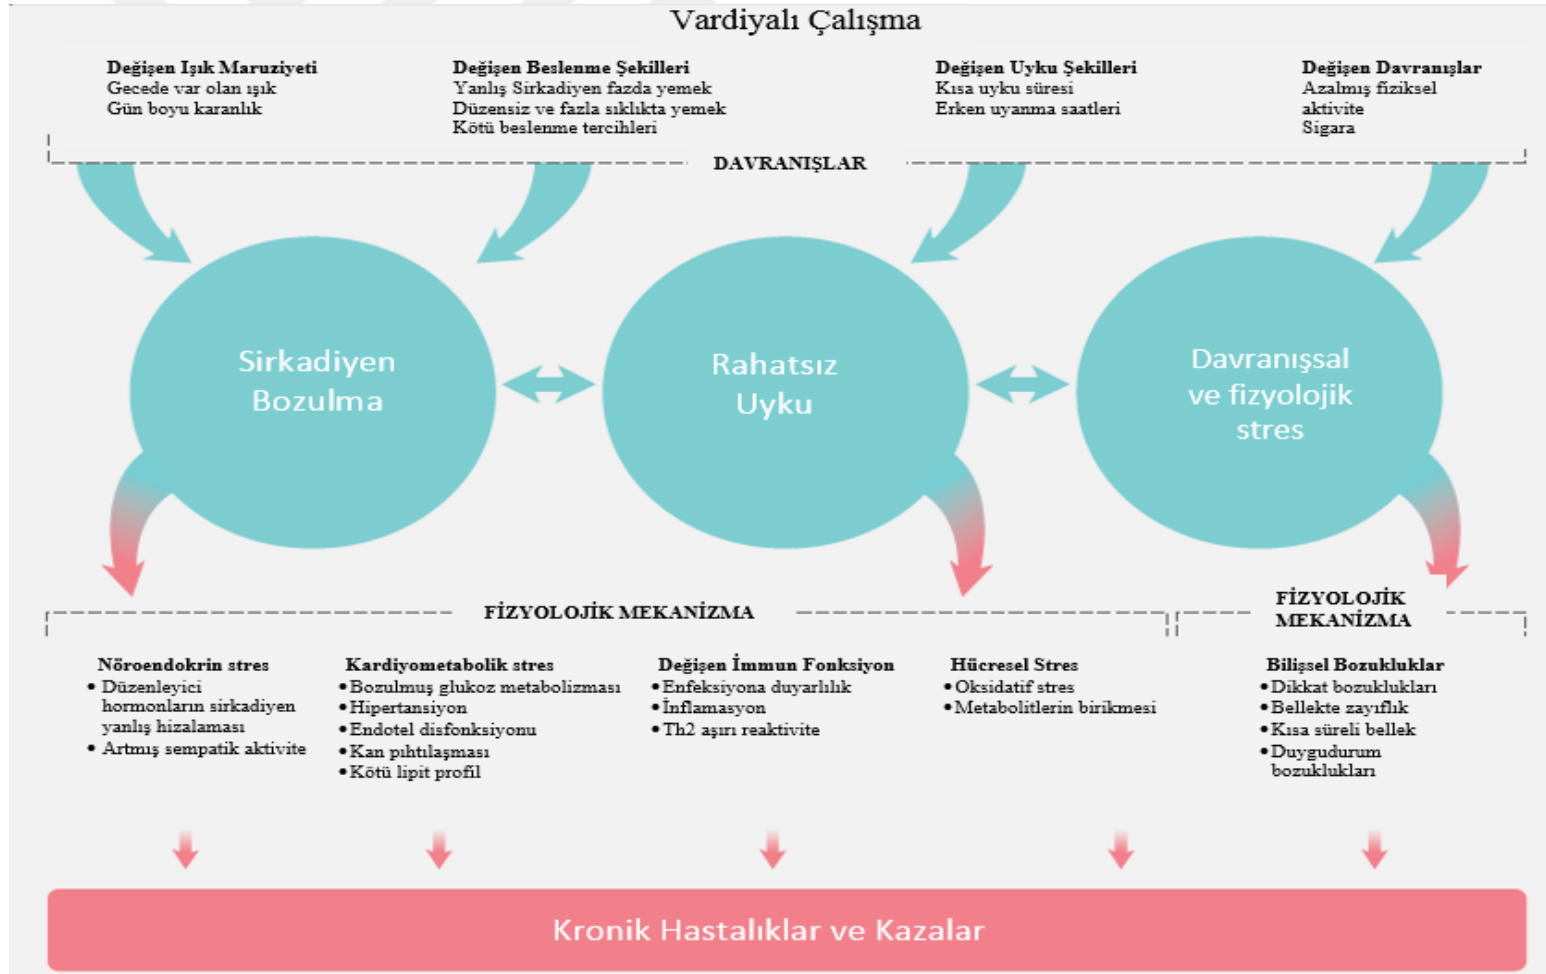 Vardiyalı Çalışma
Değişen Işık Maruziyeti
Gecede var olan ışık
Gün boyu karanlık
Değişen Beslenme Şekilleri
Yanlış Sirkadiyen fazda yemek
Düzensiz ve fazla sıklıkta yemek
Kötü beslenme tercihleri
Değişen Uyku Şekilleri
Kısa uyku süresi
Erken uyanma saatleri
Değişen Davranışlar
Azalmış fiziksel
aktivite
Sigara
DAVRANIŞLAR
Sirkadiyen
Bozulma
Rahatsız
Uyku
Davranışsal
ve fizyolojik
stres
FİZYOLOJİK MEKANİZMA
FİZYOLOJİK
MEKANİZMA
Nöroendokrin stres
• Düzenleyici
hormonların sirkadiyen
yanlış hizalaması
• Artmış sempatik aktivite
Kardiyometabolik stres
• Bozulmuş glukoz metabolizması
• Hipertansiyon
• Endotel disfonksiyonu
• Kan pıhtılaşması
• Kötü lipit profil
Değişen İmmun Fonksiyon
• Enfeksiyona duyarlılık
• İnflamasyon
• Th2 aşırı reaktivite
Hücresel Stres
• Oksidatif stres
• Metabolitlerin birikmesi
Bilişsel Bozukluklar
• Dikkat bozuklukları
• Bellekte zayıflık
• Kısa süreli bellek
• Duygudurum
bozuklukları
Kronik Hastalıklar ve Kazalar